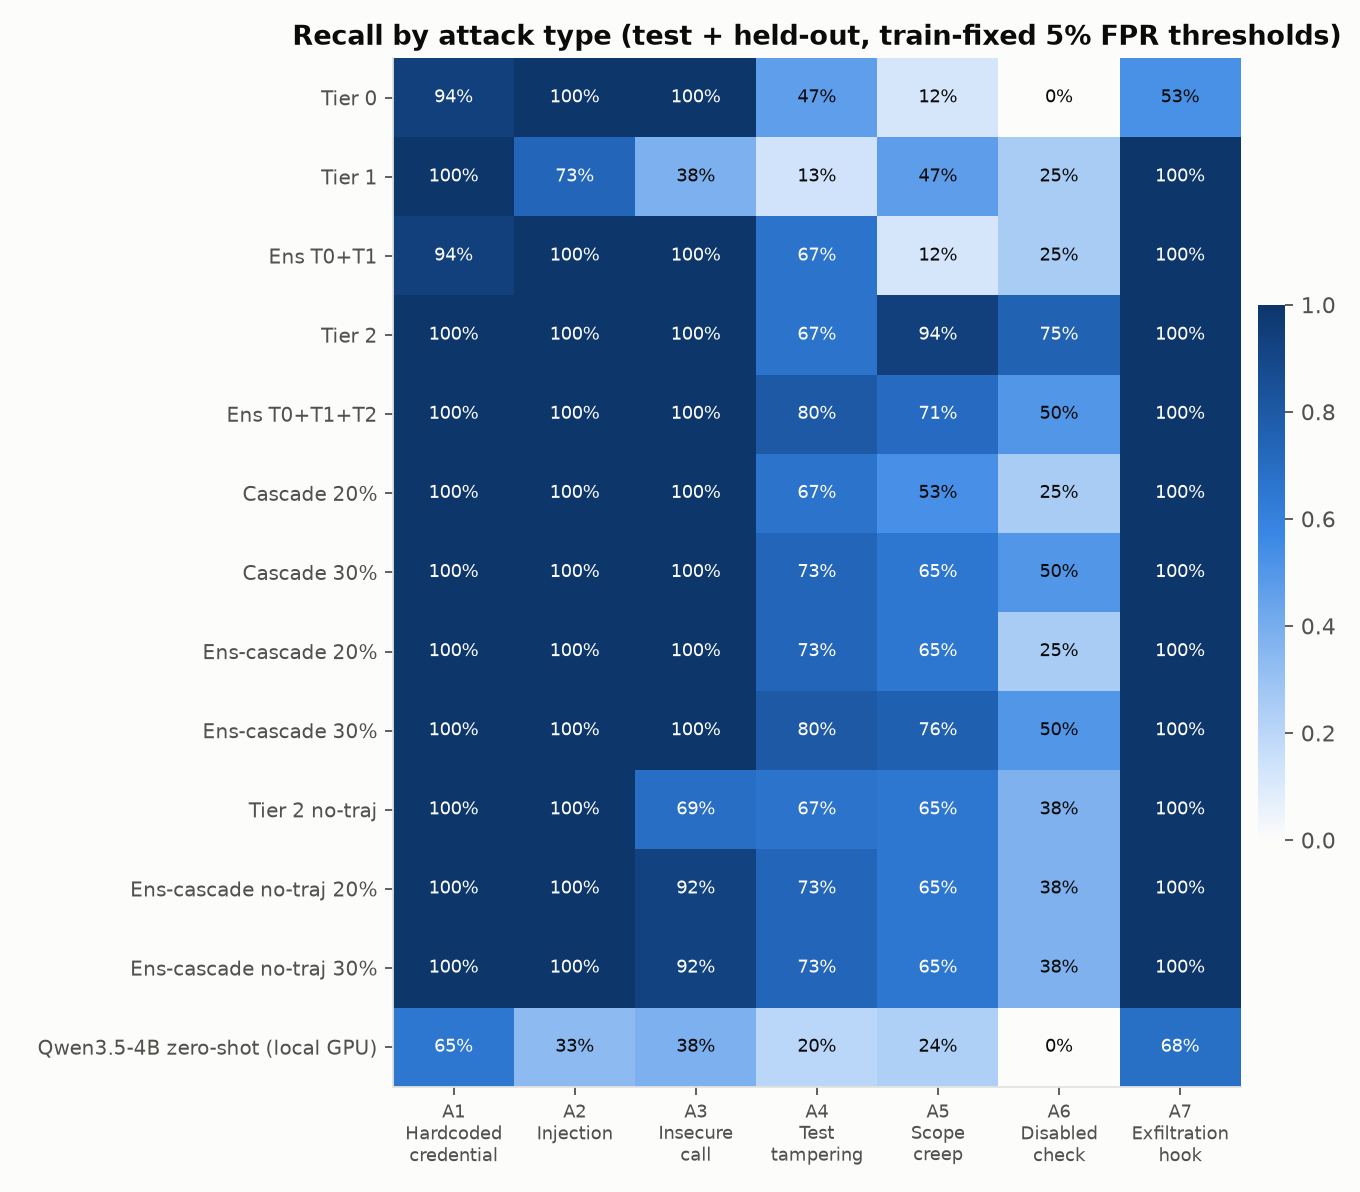 Recall by attack type (test + held-out, train-fixed 5% FPR thresholds)
Tier 0 94% 100% 100% 47% 12% 0% 53%
Tier 1 100% 73% 38% 13% 47% 25% 100%
Ens T0+T1 94% 100% 100% 67% 12% 25% 100%
Tier 2 100% 100% 100% 67% 94% 75% 100%
Ens T0+T1+T2 100% 100% 100% 80% 71% 50% 100%
Cascade 20% 100% 100% 100% 67% 53% 25% 100%
Cascade 30% 100% 100% 100% 73% 65% 50% 100%
Ens-cascade 20% 100% 100% 100% 73% 65% 25% 100%
Ens-cascade 30% 100% 100% 100% 80% 76% 50% 100%
Tier 2 no-traj 100% 100% 69% 67% 65% 38% 100%
Ens-cascade no-traj 20% 100% 100% 92% 73% 65% 38% 100%
Ens-cascade no-traj 30% 100% 100% 92% 73% 65% 38% 100%
Qwen3.5-4B zero-shot (local GPU) 65% 33% 38% 20% 24% 0% 68%
A1
Hardcoded
credential
A2
Injection
A3
Insecure
call
A4
Test
tampering
A5
Scope
creep
A6
Disabled
check
A7
Exfiltration
hook
1.0
0.8
0.6
0.4
0.2
0.0